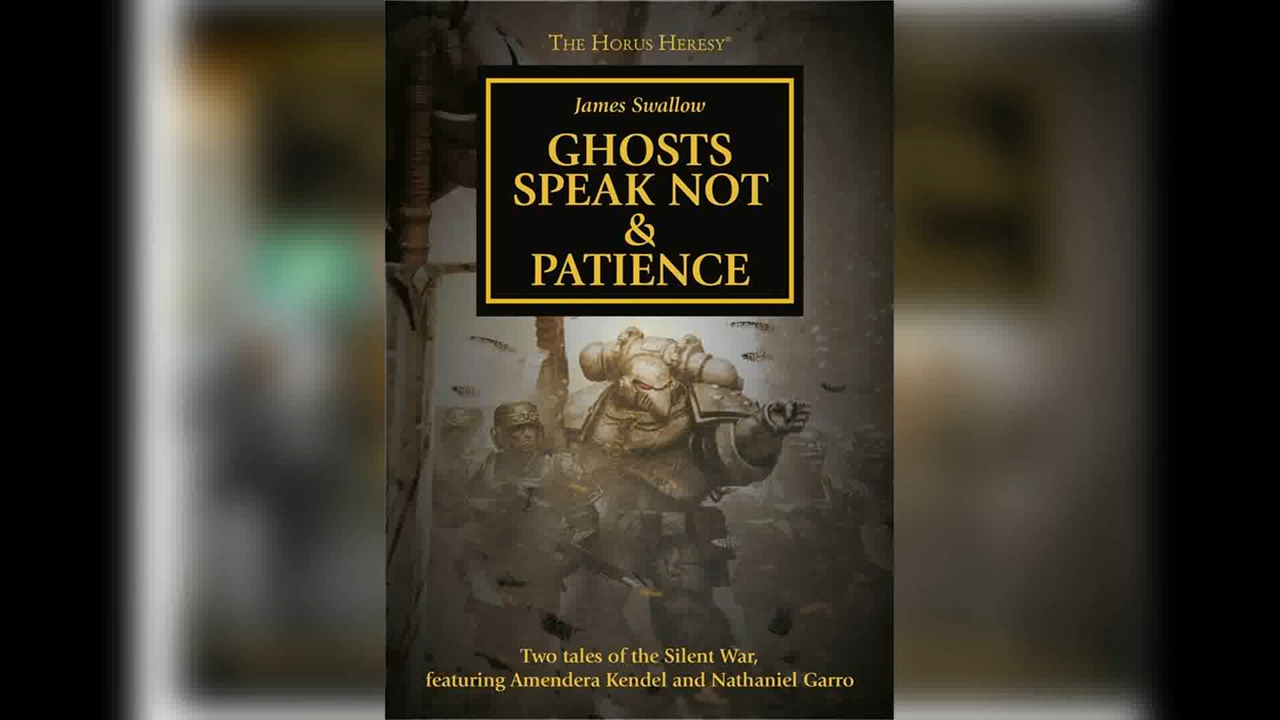 THE HORUS HERESY®
James Swallow
GHOSTS
SPEAK NOT
&
PATIENCE
Two tales of the Silent War,
featuring Amendera Kendel and Nathaniel Garro